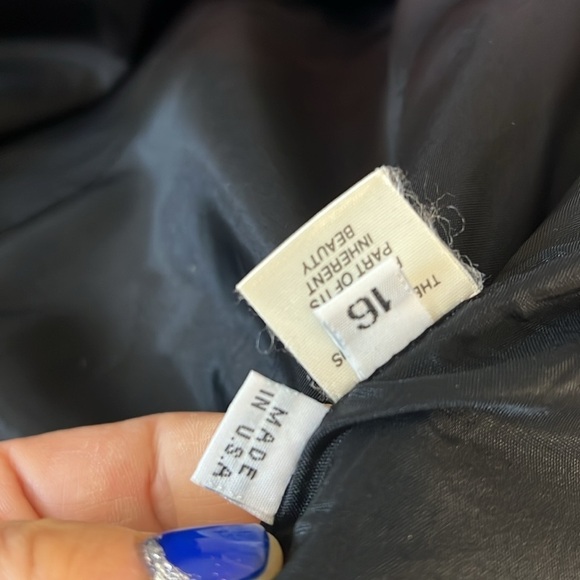 THE
PART OF ITS
INHERENT
BEAUTY
16
MADE
IN U.S.A